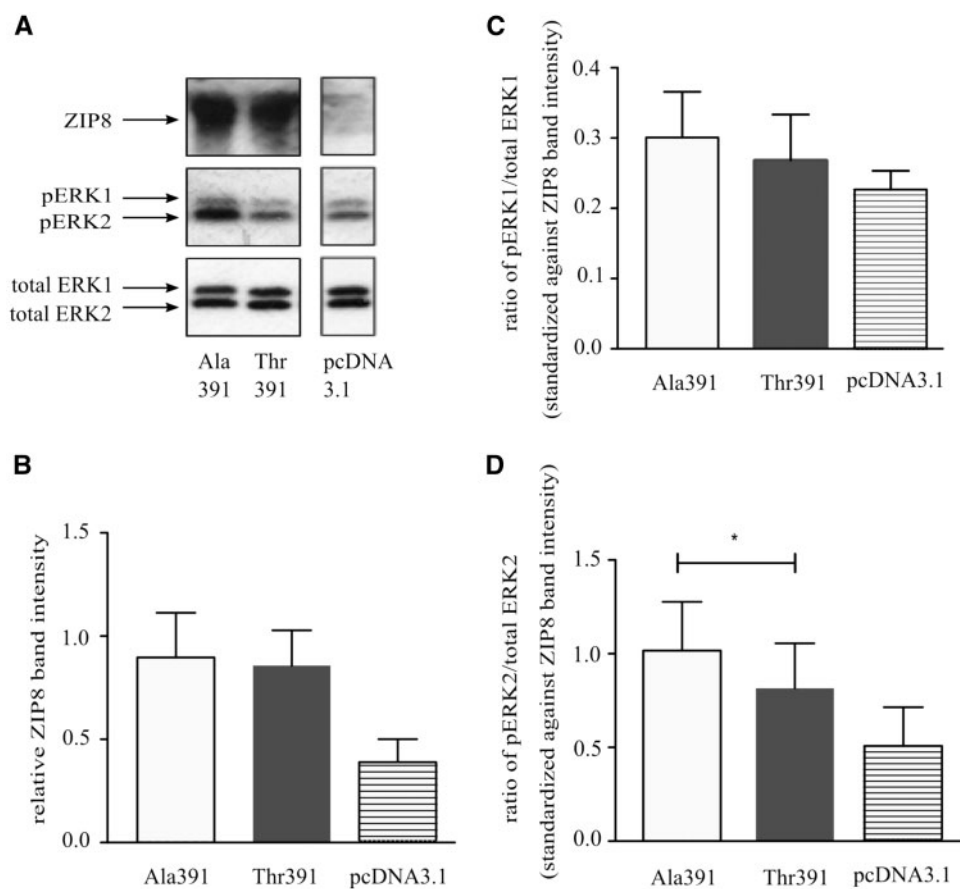 A
ZIP8
pERK1
pERK2
total ERK1
total ERK2
Ala Thr pcDNA
391 391 3.1
B
relative ZIP8 band intensity
1.5
1.0
0.5
0.0
Ala391 Thr391 pcDNA3.1
C
ratio of pERK1/total ERK1
(standardized against ZIP8 band intensity)
0.4
0.3
0.2
0.1
0.0
Ala391 Thr391 pcDNA3.1
D
ratio of pERK2/total ERK2
(standardized against ZIP8 band intensity)
*
1.5
1.0
0.5
0.0
Ala391 Thr391 pcDNA3.1